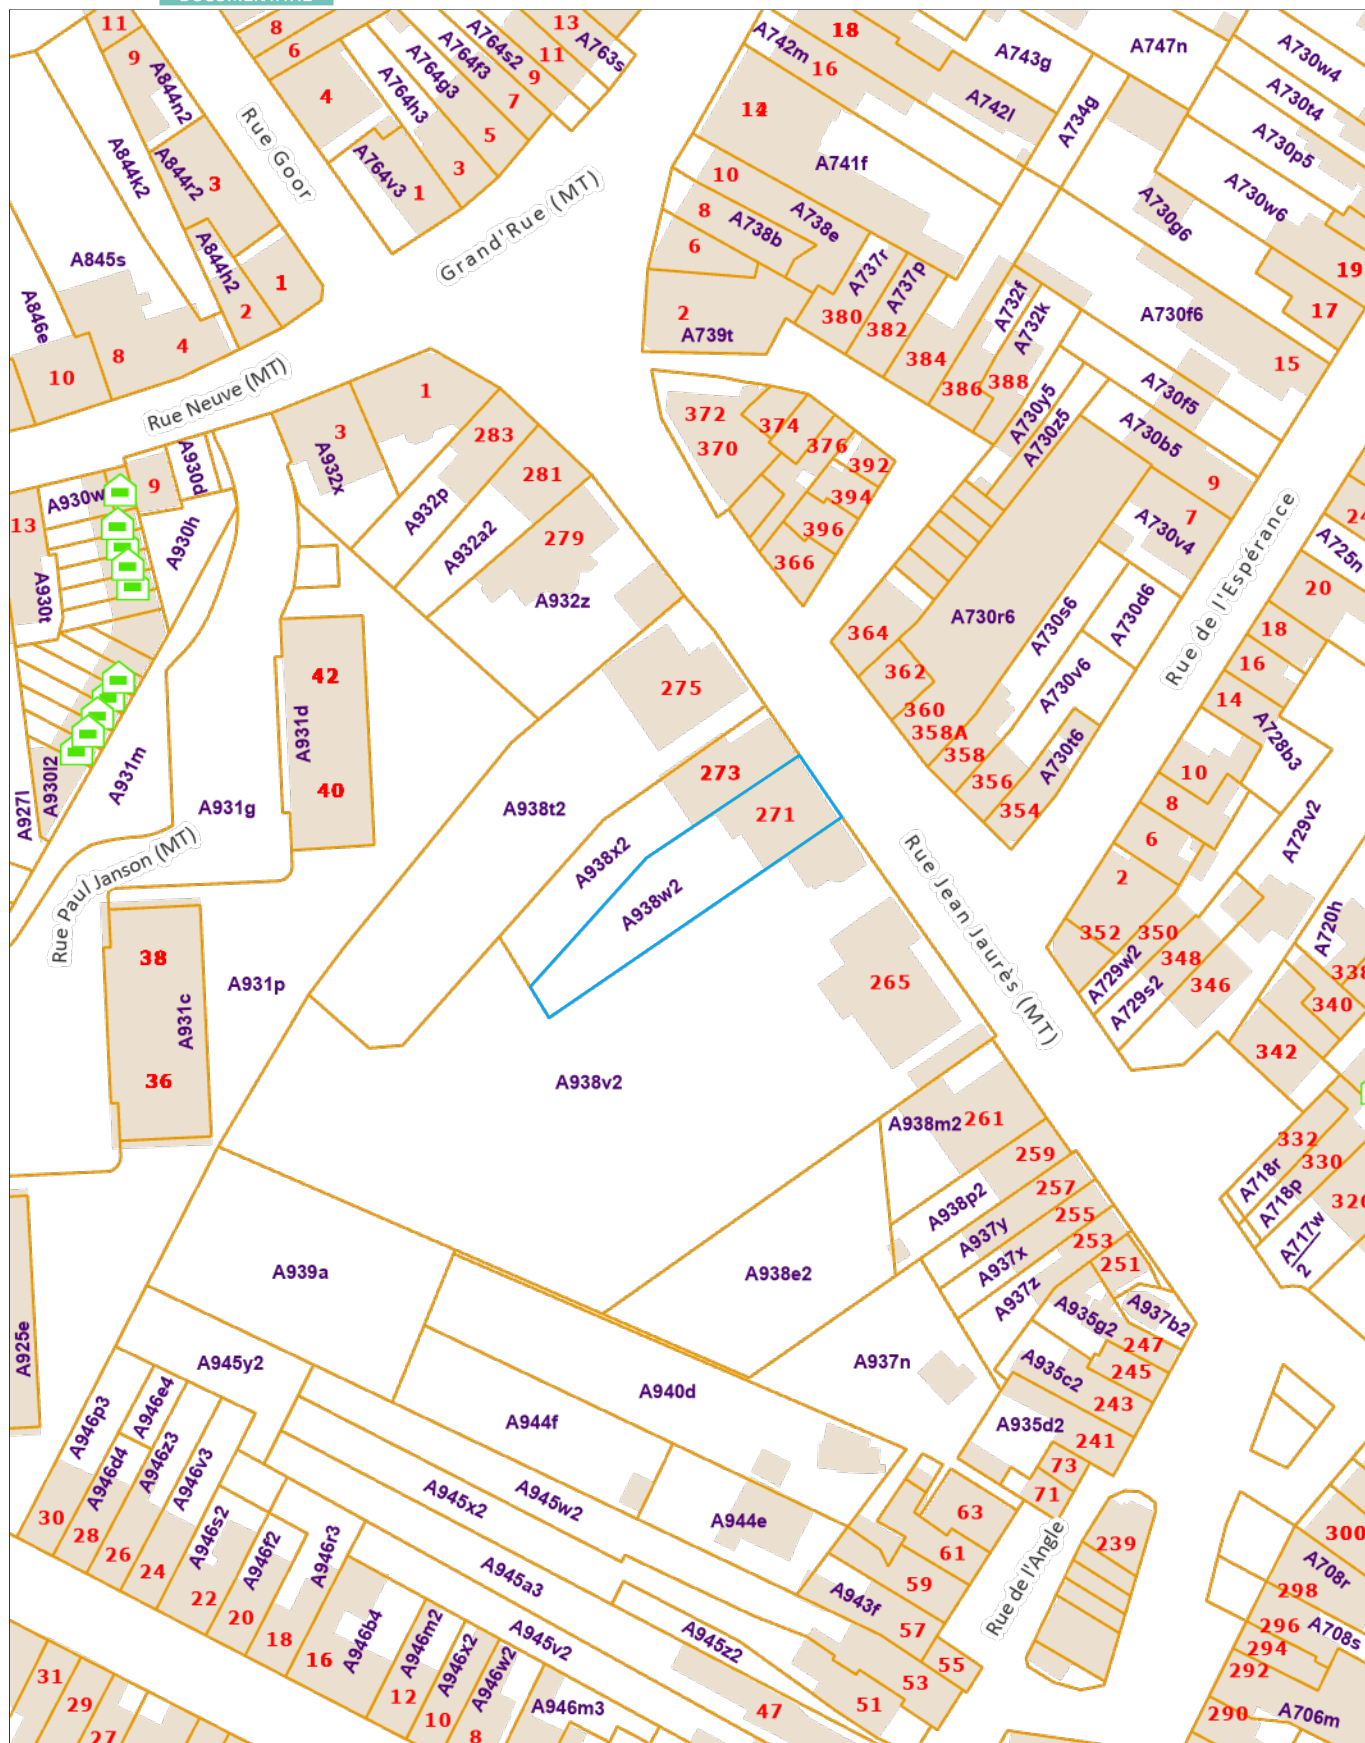 11
9
A844n2
8
6
4
A764h3
A764g3
A764f3
A764s2
13
11
9
7
5
3
1
A763s
A764v3
Rue Goor
Grand'Rue (MT)
A844k2
A844r2
3
A844h2
1
2
A845s
A846e
10
8
4
Rue Neuve (MT)
A742m
18
16
A743g
A747n
A742l
A734g
A741f
10
8
6
2
A738b
A738e
A739t
A737r
A737p
380
382
384
386
388
A732f
A732k
A730w4
A730t4
A730p5
A730w6
A730g6
A730f6
19
17
15
A730f5
A730b5
A730y5
A730z5
9
7
A730v4
372
370
374
376
392
394
396
366
A730r6
A730s6
A730d6
A730v6
A730t6
364
362
360
358A
358
356
354
Rue de l'Espérance
A725n
20
18
16
14
A728b3
10
8
6
2
A729v2
352
350
348
346
A729w2
A729s2
A720h
340
342
332
330
A718r
A718p
A717w
2
1
3
A932x
283
281
279
A932p
A932a2
A932z
275
273
271
265
13
A930w
9
A930d
A930h
A930t
A930l2
A927l
A931m
A931g
A931d
42
40
Rue Paul Janson (MT)
38
36
A931c
A931p
A938t2
A938x2
A938w2
A938v2
Rue Jean Jaurès (MT)
A938m2
261
259
257
255
253
251
A938p2
A937y
A937x
A937z
A937b2
A935g2
247
245
243
241
A935c2
A935d2
73
71
A938e2
A937n
A939a
A940d
A944f
A944e
A925e
A945y2
A945x2
A945w2
A945a3
A945v2
A945z2
A946p3
A946e4
A946d4
A946z3
A946v3
A946s2
A946f2
A946r3
A946b4
A946m2
A946x2
A946w2
A946m3
30
28
26
24
22
20
18
16
12
10
8
31
29
27
63
61
59
57
55
53
51
47
A943f
Rue de l'Angle
239
300
A708r
298
296
294
292
290
A708s
A706m